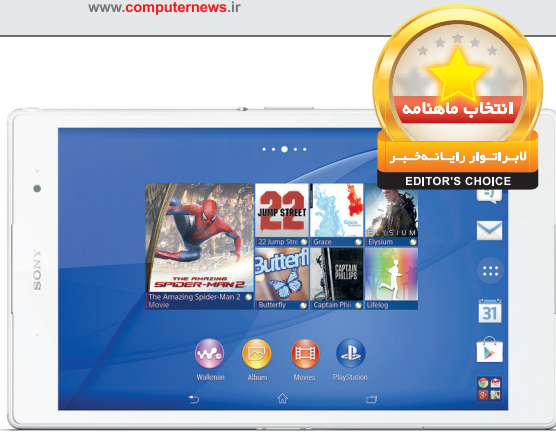 www.computernews.ir
انتخاب ماهنامه
لابراتوار رایانه‌خبر
EDITOR'S CHOICE
SONY
22
JUMP STREET
THE AMAZING
SPIDER-MAN 2
The Amazing Spider-Man 2
Movie
22 Jump Stre
Grace
ELYSIUM
Elysium
Butterf
Butterfly
CAPTAIN
PHILLIPS
Captain Phil
Lifelog
31
Walkman
Album
Movies
PlayStation